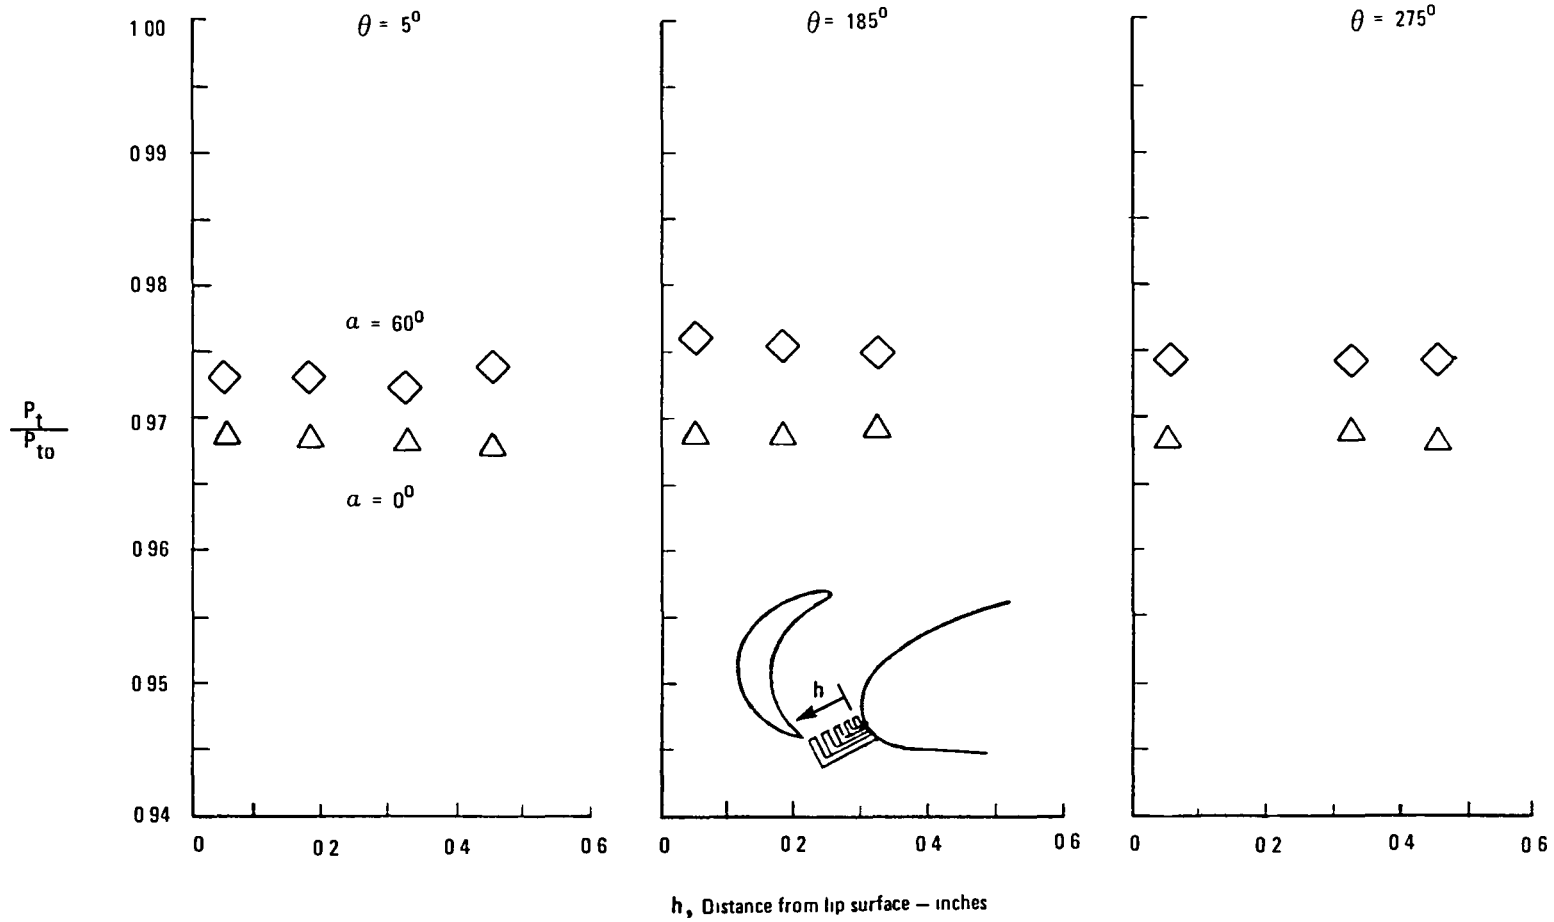 θ = 5⁰
θ = 185⁰
θ = 275⁰
1 00
0 99
0 98
0 97
0 96
0 95
0 94
P_t
P_to
a = 60⁰
a = 0⁰
h
0 0 2 0 4 0 6
0 0 2 0 4 0 6
0 0 2 0 4 0 6
h, Distance from lip surface – inches